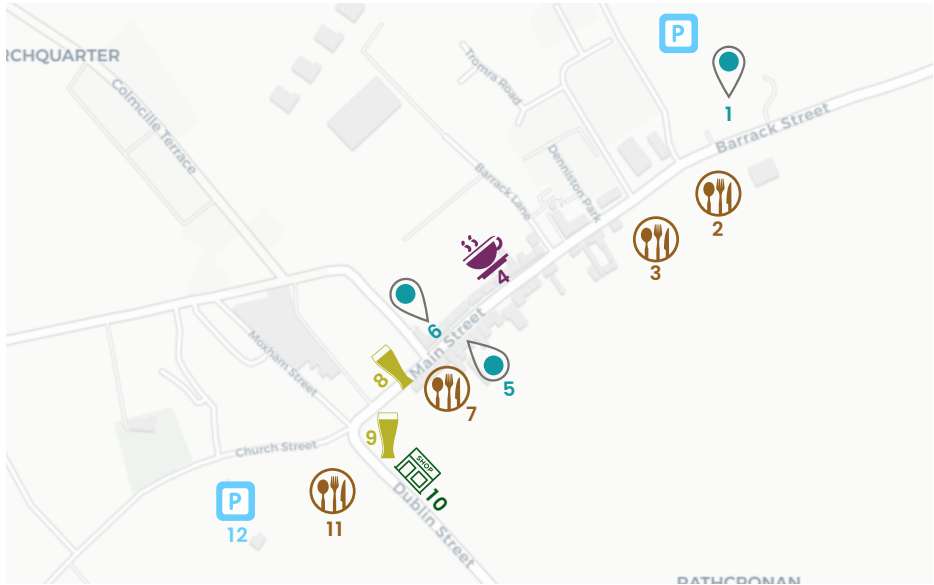 P
1
RCHQUARTER
Tromra Road
Colmcille Terrace
Barrack Street
Denniston Park
Barrack Lane
2
3
4
6
Main Street
Moxham Street
8
5
7
9
Church Street
SHOP
10
Dublin Street
P
12
11
RATHCRONAN